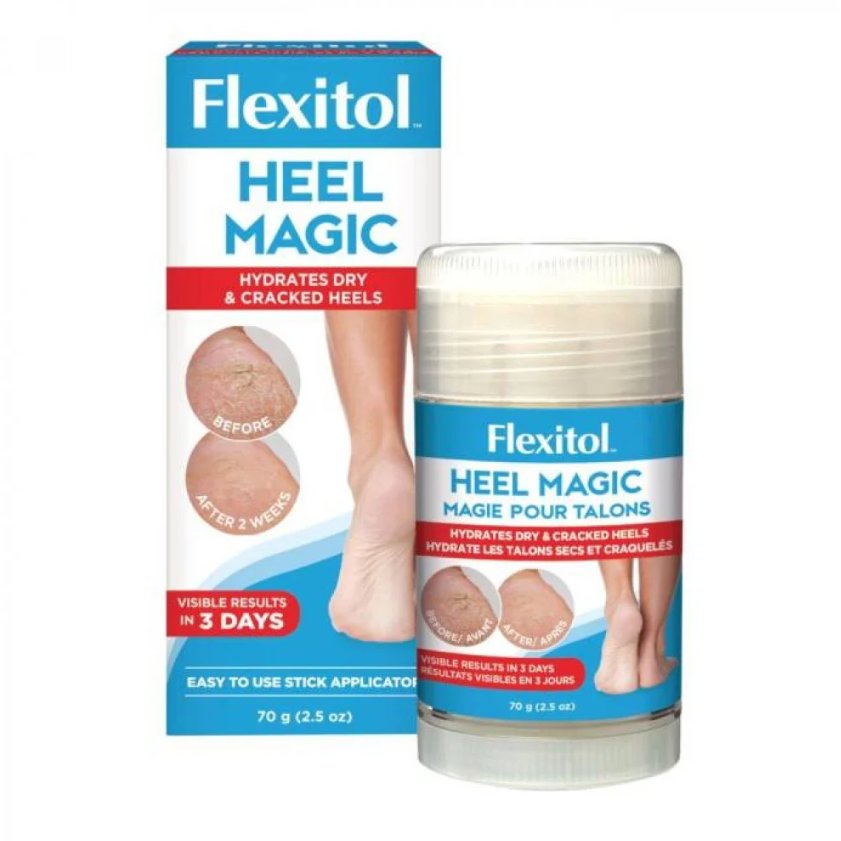 Flexitol
Flexitol™
HEEL
MAGIC
HYDRATES DRY
& CRACKED HEELS
BEFORE
AFTER 2 WEEKS
VISIBLE RESULTS
IN 3 DAYS
EASY TO USE STICK APPLICATOR
70 g (2.5 oz)
Flexitol™
HEEL MAGIC
MAGIE POUR TALONS
HYDRATES DRY & CRACKED HEELS
HYDRATE LES TALONS SECS ET CRAQUELÉS
BEFORE/ AVANT
AFTER/ APRÈS
VISIBLE RESULTS IN 3 DAYS
RÉSULTATS VISIBLES EN 3 JOURS
70 g (2.5 oz)